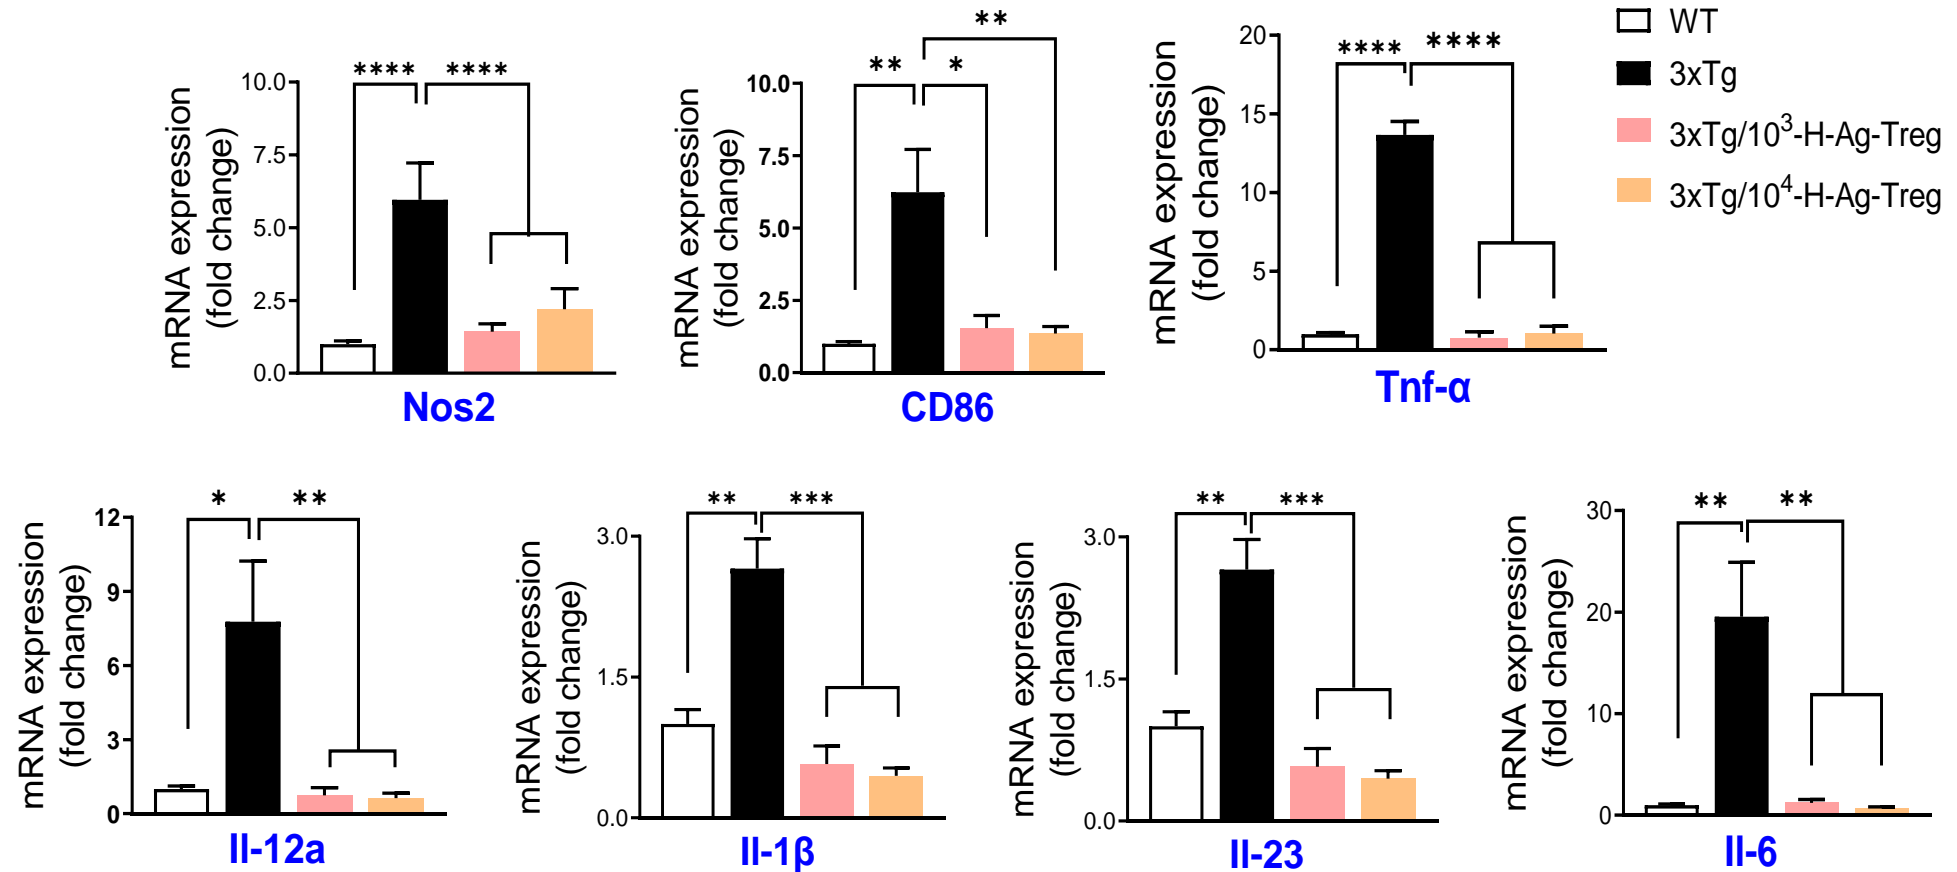 WT
3xTg
3xTg/10³-H-Ag-Treg
3xTg/10⁴-H-Ag-Treg
mRNA expression
(fold change)
10.0
7.5
5.0
2.5
0.0
**** ****
Nos2
mRNA expression
(fold change)
10.0
7.5
5.0
2.5
0.0
**
** *
CD86
mRNA expression
(fold change)
20
15
10
5
0
**** ****
Tnf-α
mRNA expression
(fold change)
12
9
6
3
0
* **
Il-12a
mRNA expression
(fold change)
3.0
1.5
0.0
** ***
Il-1β
mRNA expression
(fold change)
3.0
1.5
0.0
** ***
Il-23
mRNA expression
(fold change)
30
20
10
0
** **
Il-6